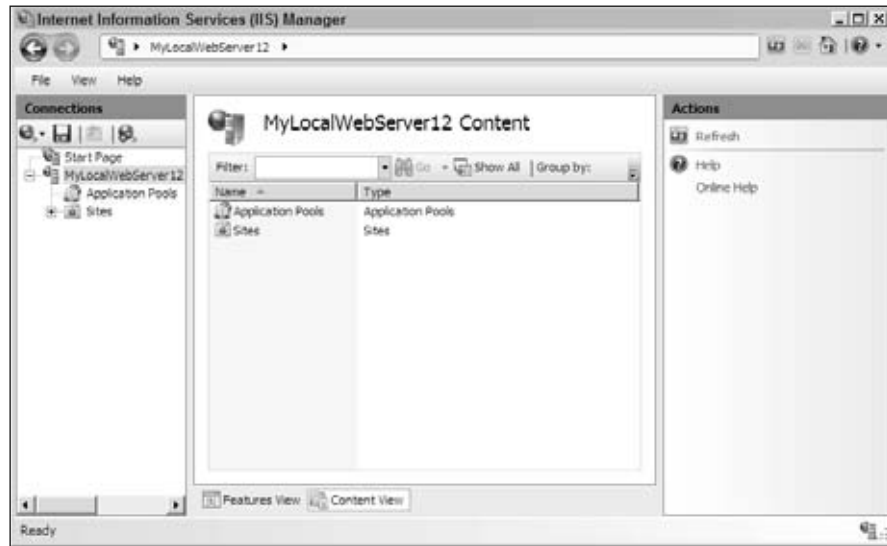 Internet Information Services (IIS) Manager
MyLocalWebServer12
File View Help
Connections
Start Page
MyLocalWebServer12
Application Pools
Sites
MyLocalWebServer12 Content
Filter: Go Show All Group by:
Name Type
Application Pools Application Pools
Sites Sites
Features View Content View
Actions
Refresh
Help
Online Help
Ready